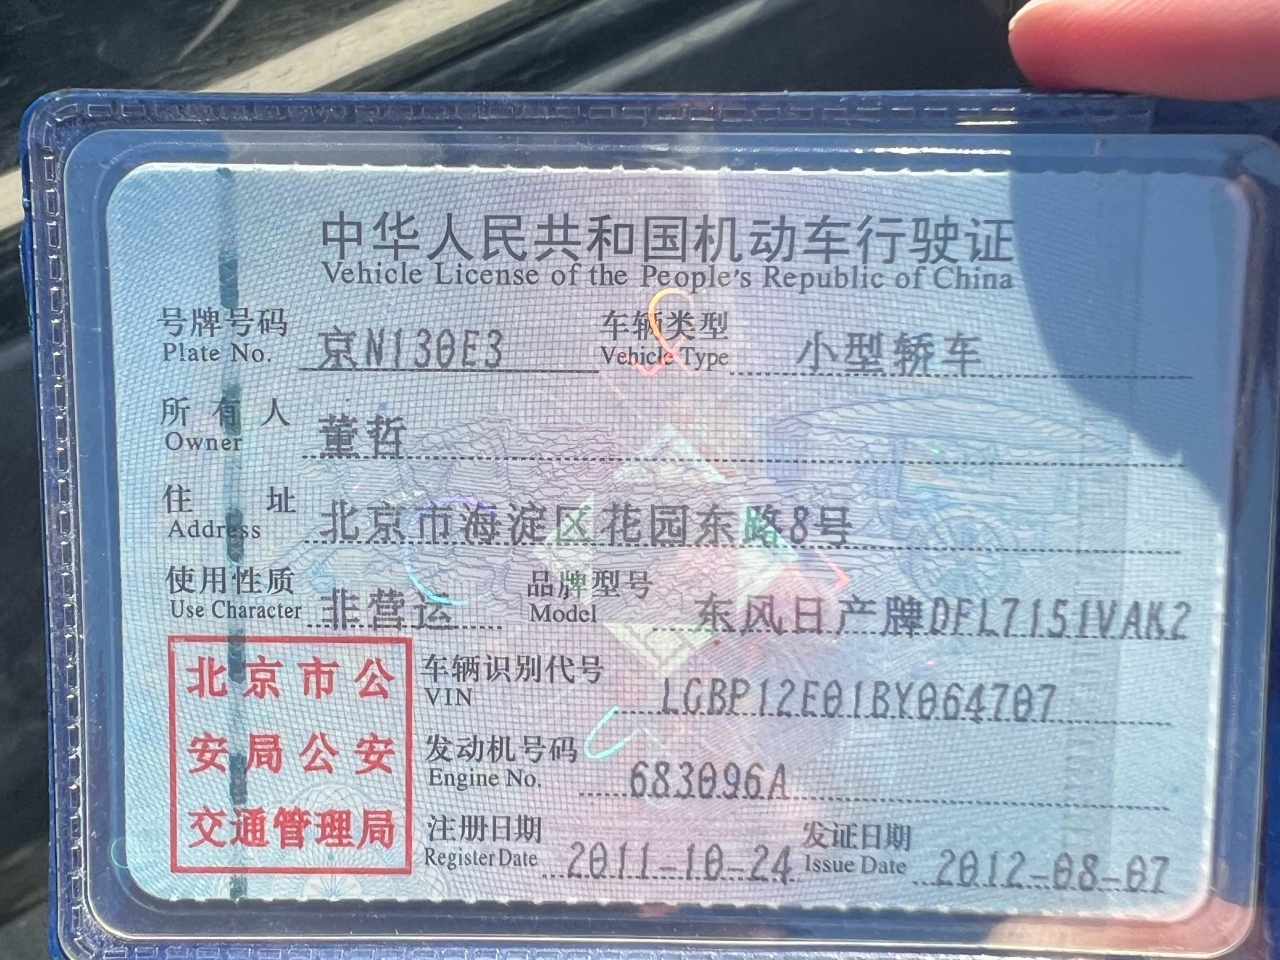 中华人民共和国机动车行驶证
Vehicle License of the People's Republic of China
号牌号码 京N130E3 车辆类型 小型轿车
Plate No. Vehicle Type
所有人 董哲
Owner
住址 北京市海淀区花园东路8号
Address
使用性质 非营运 品牌型号 东风日产牌DFL7151VAK2
Use Character Model
北京市公
安局公安
交通管理局
车辆识别代号 LGBP12E01BY064707
VIN
发动机号码 683096A
Engine No.
注册日期 2011-10-24 发证日期 2012-08-07
Register Date Issue Date